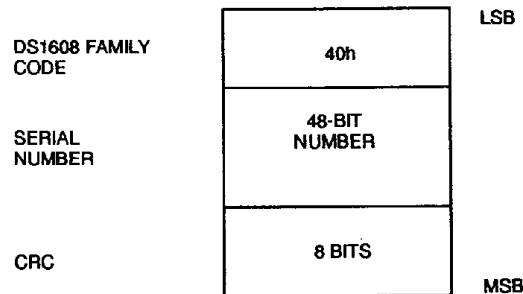 LSB
DS1608 FAMILY
CODE
40h
SERIAL
NUMBER
48-BIT
NUMBER
CRC
8 BITS
MSB